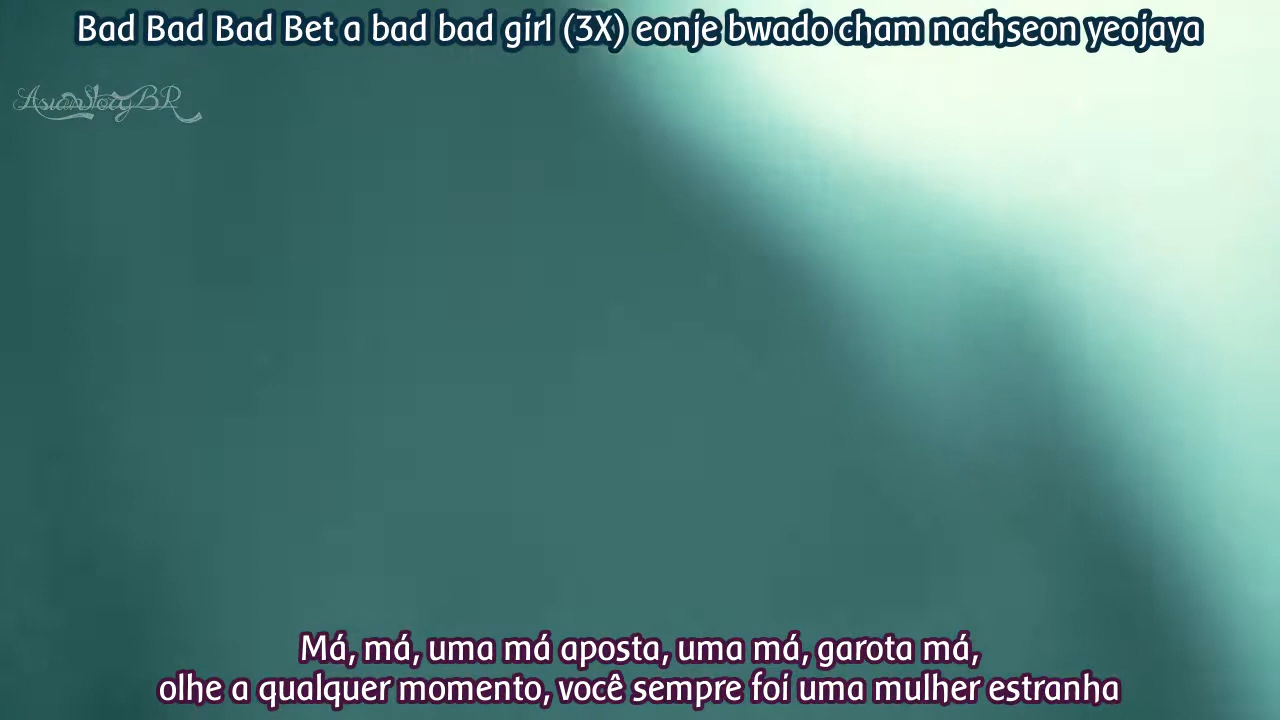 Bad Bad Bad Bet a bad bad girl (3X) eonje bwado cham nachseon yeojaya
AsianStoryBR
Má, má, uma má aposta, uma má, garota má,
olhe a qualquer momento, você sempre foi uma mulher estranha